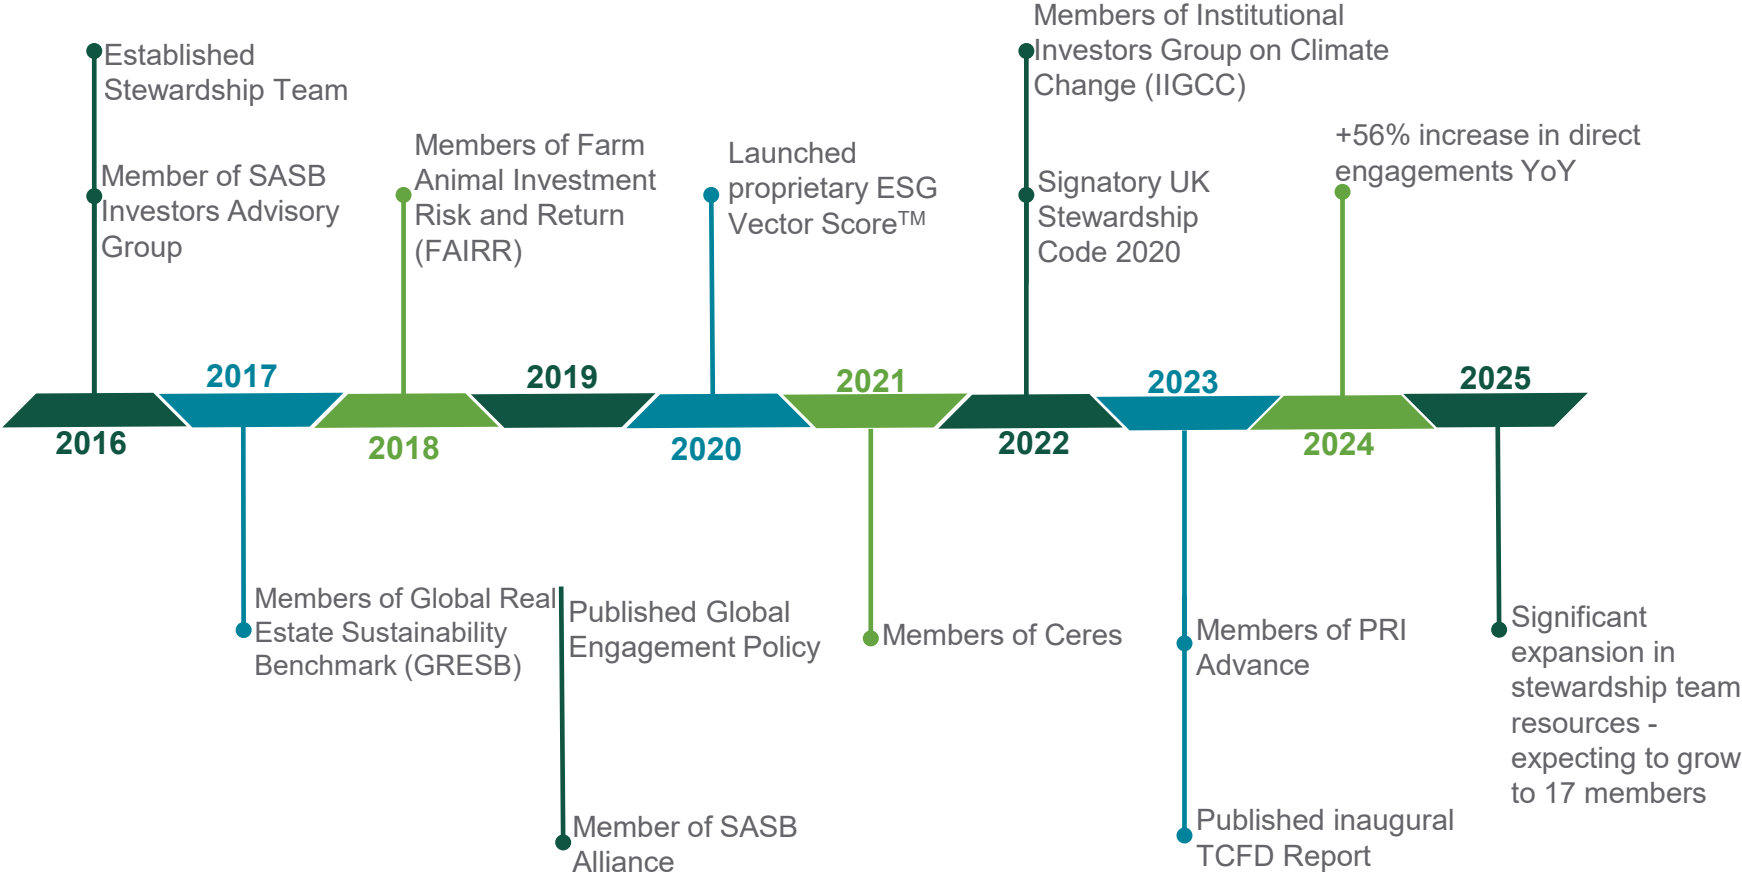 Established
Stewardship Team
Member of SASB
Investors Advisory
Group
2016
2017
Members of Global Real
Estate Sustainability
Benchmark (GRESB)
Members of Farm
Animal Investment
Risk and Return
(FAIRR)
2018
2019
Published Global
Engagement Policy
Member of SASB
Alliance
Launched
proprietary ESG
Vector Score™
2020
2021
Members of Ceres
Members of Institutional
Investors Group on Climate
Change (IIGCC)
Signatory UK
Stewardship
Code 2020
2022
2023
Members of PRI
Advance
Published inaugural
TCFD Report
+56% increase in direct
engagements YoY
2024
2025
Significant
expansion in
stewardship team
resources -
expecting to grow
to 17 members